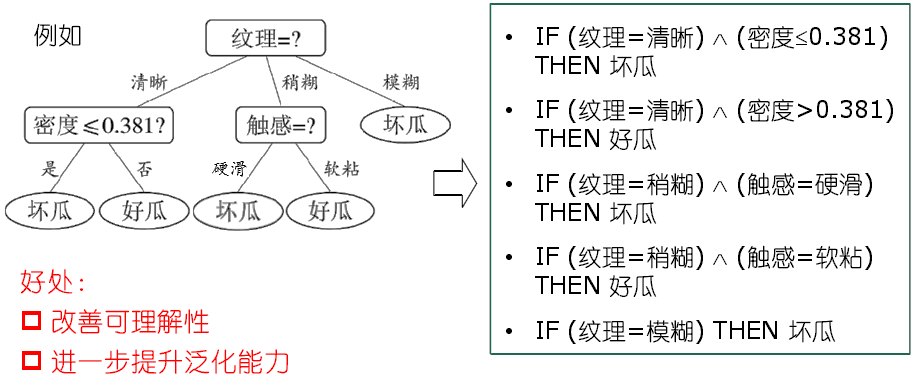 例如
纹理=?
清晰
稍糊
模糊
密度≤0.381?
触感=?
坏瓜
是
否
硬滑
软粘
坏瓜
好瓜
坏瓜
好瓜
好处:
改善可理解性
进一步提升泛化能力
• IF (纹理=清晰) ∧ (密度≤0.381)
THEN 坏瓜
• IF (纹理=清晰) ∧ (密度>0.381)
THEN 好瓜
• IF (纹理=稍糊) ∧ (触感=硬滑)
THEN 坏瓜
• IF (纹理=稍糊) ∧ (触感=软粘)
THEN 好瓜
• IF (纹理=模糊) THEN 坏瓜